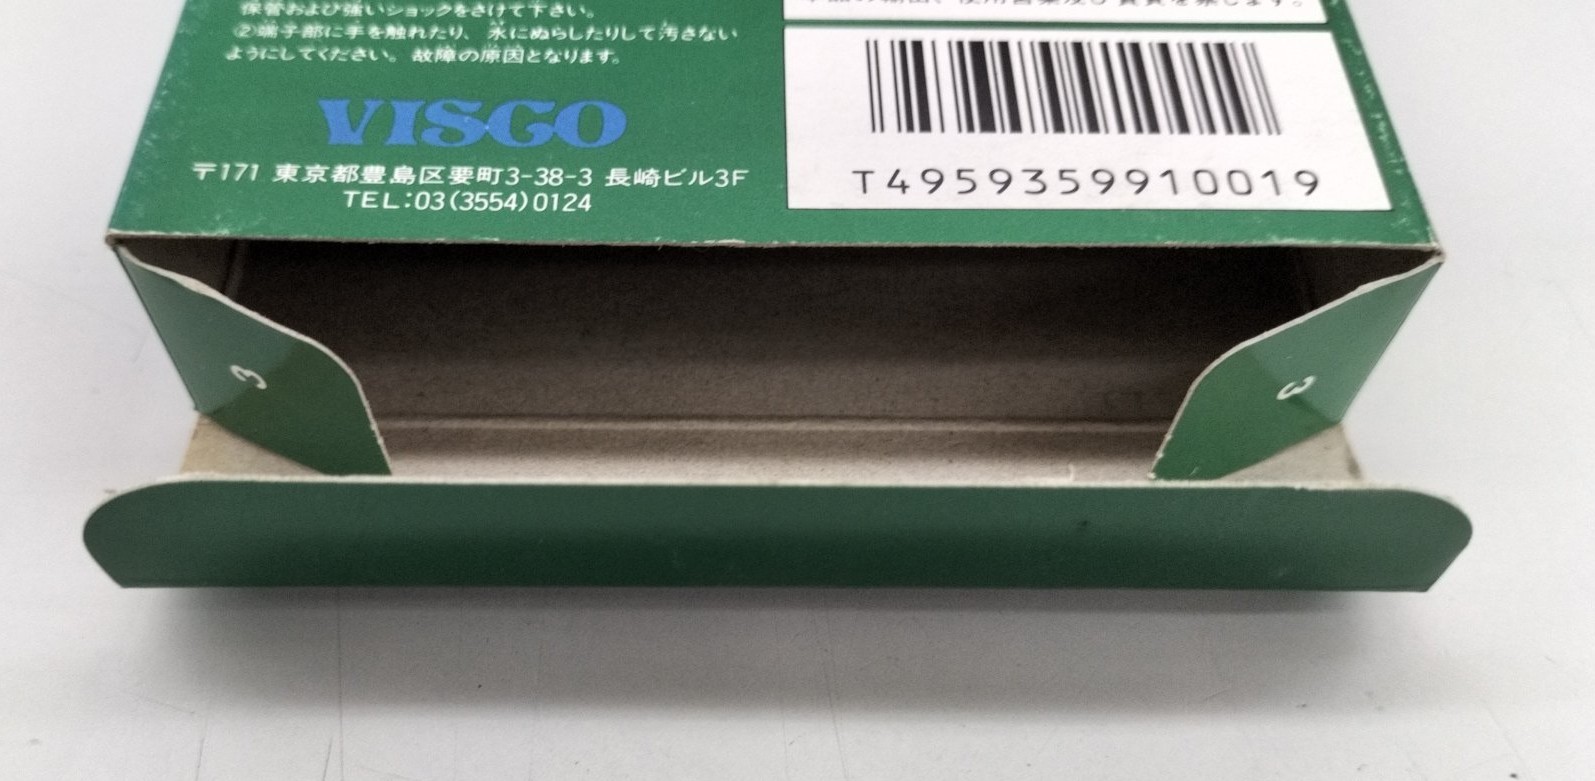 保管および強いショックをさけて下さい。
②端子部に手を触れたり、水にぬらしたりして汚さない
ようにしてください。故障の原因となります。
VISCO
〒171 東京都豊島区要町3-38-3 長崎ビル3F
TEL:03(3554)0124
T4959359910019
3
3